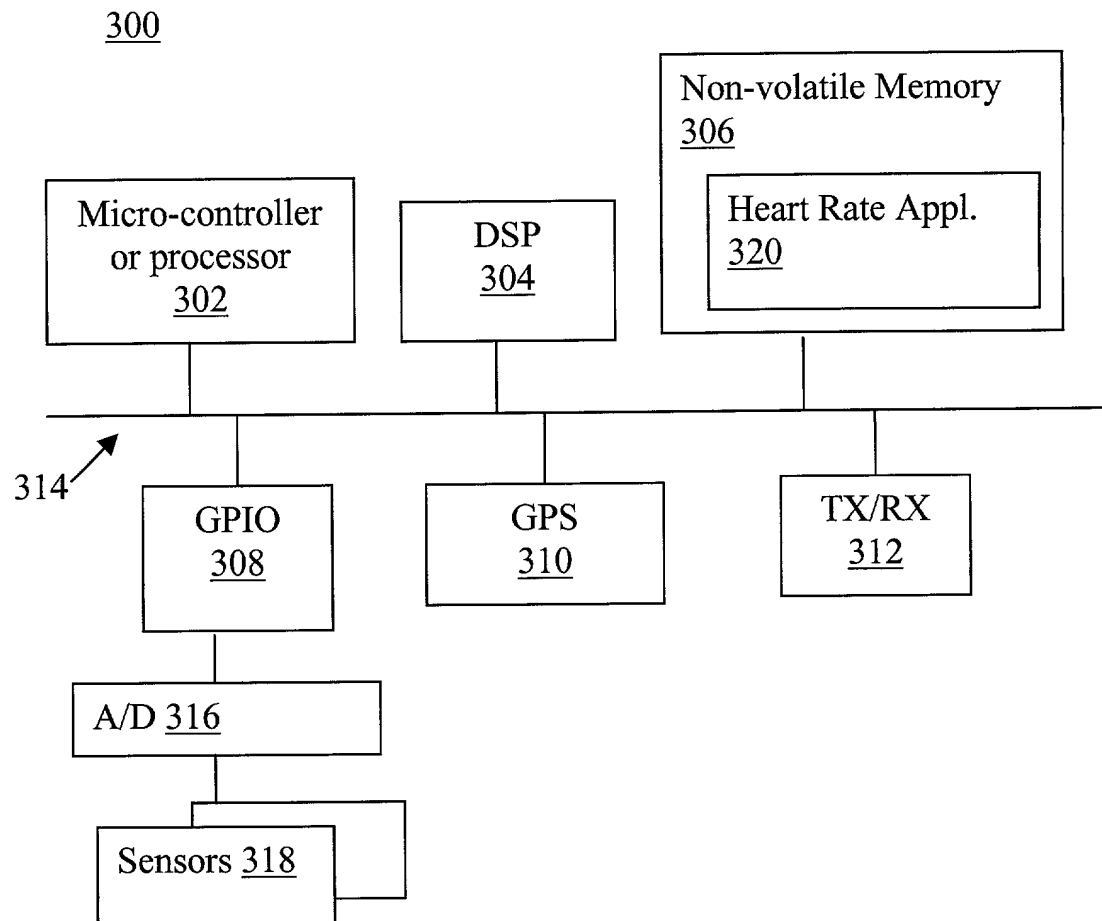 300
Non-volatile Memory
306
Heart Rate Appl.
320
Micro-controller
or processor
302
DSP
304
314
GPIO
308
GPS
310
TX/RX
312
A/D 316
Sensors 318